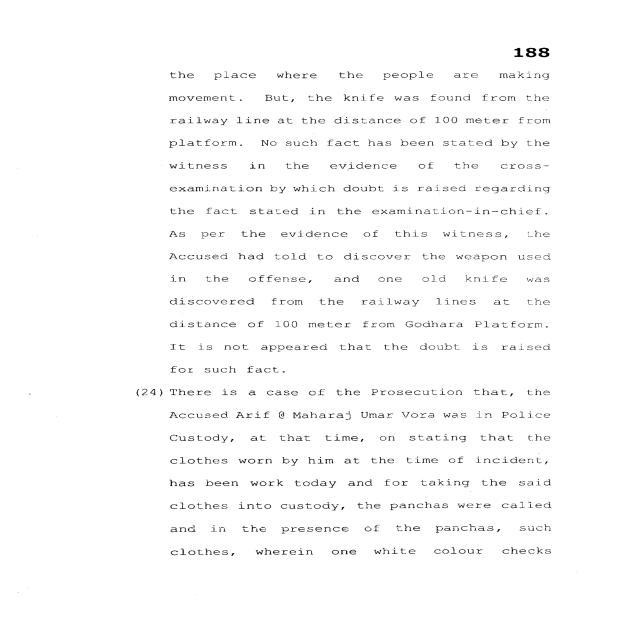 188
the place where the people are making
movement. But, the knife was found from the
railway line at the distance of 100 meter from
platform. No such fact has been stated by the
witness in the evidence of the cross-
examination by which doubt is raised regarding
the fact stated in the examination-in-chief.
As per the evidence of this witness, the
Accused had told to discover the weapon used
in the offense, and one old knife was
discovered from the railway lines at the
distance of 100 meter from Godhara Platform.
It is not appeared that the doubt is raised
for such fact.
(24) There is a case of the Prosecution that, the
Accused Arif @ Maharaj Umar Vora was in Police
Custody, at that time, on stating that the
clothes worn by him at the time of incident,
has been work today and for taking the said
clothes into custody, the panchas were called
and in the presence of the panchas, such
clothes, wherein one white colour checks